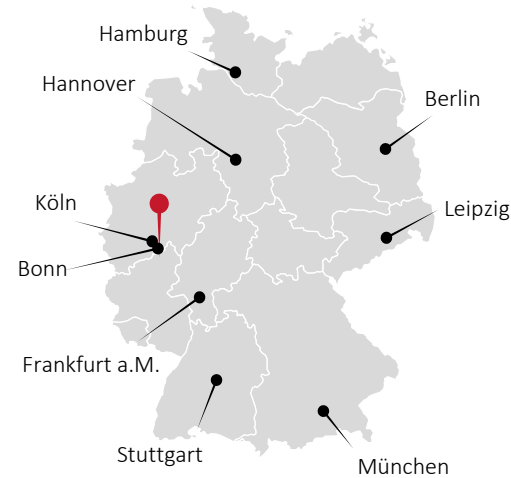 Hamburg
Hannover
Berlin
Köln
Leipzig
Bonn
Frankfurt a.M.
Stuttgart
München